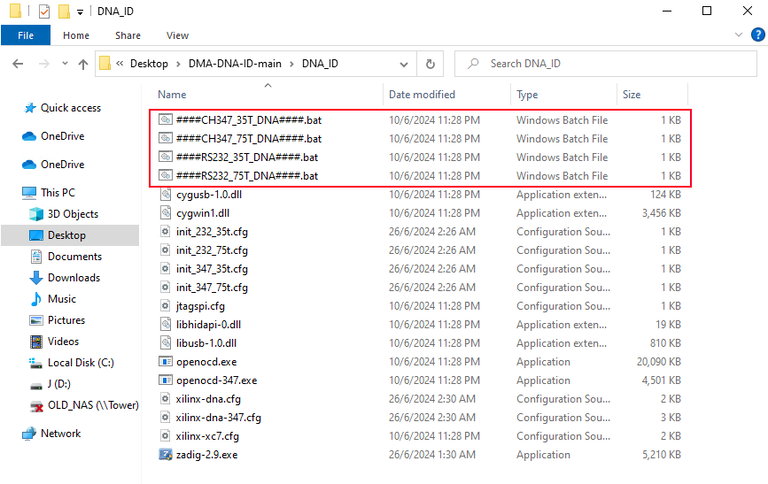 DNA_ID
File Home Share View
« Desktop > DMA-DNA-ID-main > DNA_ID Search DNA_ID
Name Date modified Type Size
Quick access
OneDrive
OneDrive
This PC
3D Objects
Desktop
Documents
Downloads
Music
Pictures
Videos
Local Disk (C:)
J (D:)
OLD_NAS (\\Tower)
Network
####CH347_35T_DNA####.bat 10/6/2024 11:28 PM Windows Batch File 1 KB
####CH347_75T_DNA####.bat 10/6/2024 11:28 PM Windows Batch File 1 KB
####RS232_35T_DNA####.bat 10/6/2024 11:28 PM Windows Batch File 1 KB
####RS232_75T_DNA####.bat 10/6/2024 11:28 PM Windows Batch File 1 KB
cygusb-1.0.dll 10/6/2024 11:28 PM Application exten... 124 KB
cygwin1.dll 10/6/2024 11:28 PM Application exten... 3,456 KB
init_232_35t.cfg 26/6/2024 2:26 AM Configuration Sou... 1 KB
init_232_75t.cfg 26/6/2024 2:26 AM Configuration Sou... 1 KB
init_347_35t.cfg 26/6/2024 2:26 AM Configuration Sou... 1 KB
init_347_75t.cfg 26/6/2024 2:26 AM Configuration Sou... 1 KB
jtagspi.cfg 10/6/2024 11:28 PM Configuration Sou... 1 KB
libhidapi-0.dll 10/6/2024 11:28 PM Application exten... 19 KB
libusb-1.0.dll 10/6/2024 11:28 PM Application exten... 810 KB
openocd.exe 10/6/2024 11:28 PM Application 20,090 KB
openocd-347.exe 10/6/2024 11:28 PM Application 4,501 KB
xilinx-dna.cfg 26/6/2024 2:30 AM Configuration Sou... 2 KB
xilinx-dna-347.cfg 26/6/2024 2:30 AM Configuration Sou... 3 KB
xilinx-xc7.cfg 10/6/2024 11:28 PM Configuration Sou... 2 KB
zadig-2.9.exe 26/6/2024 1:30 AM Application 5,210 KB